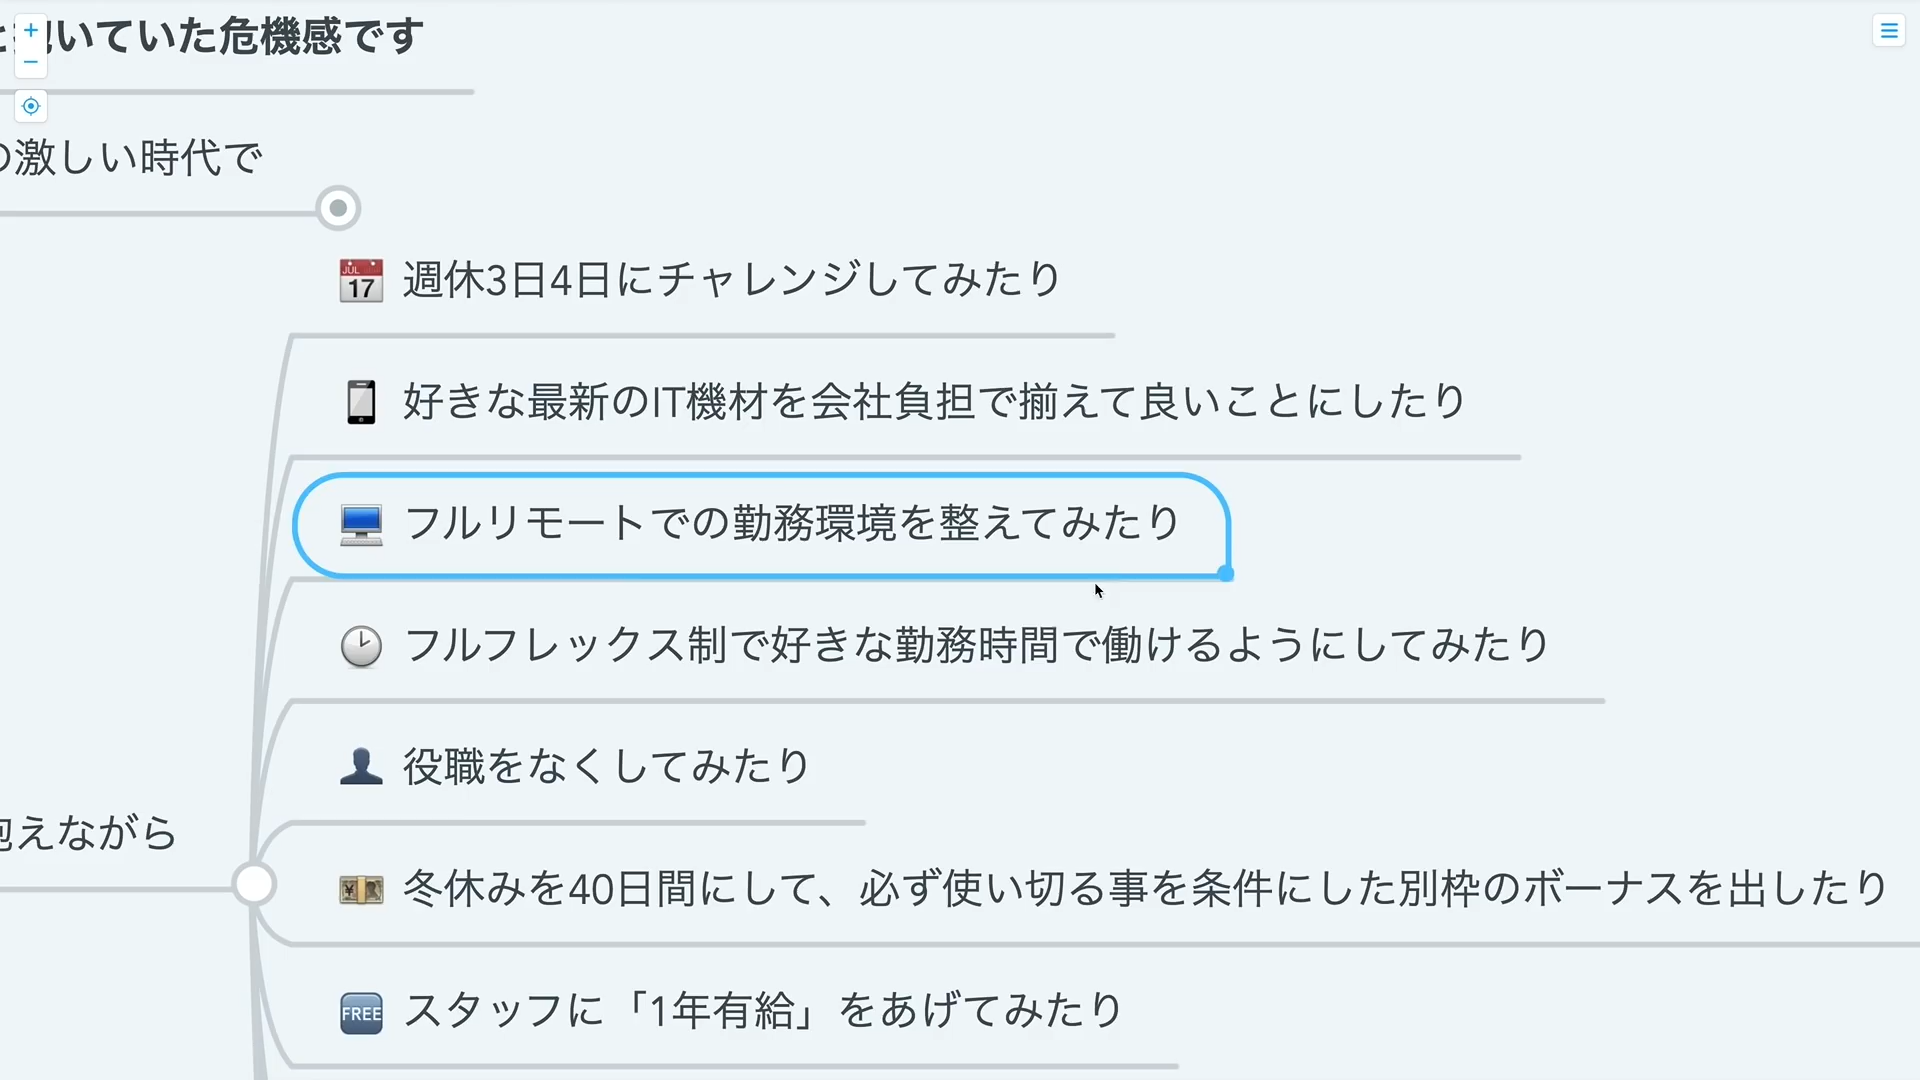 いていた危機感です
の激しい時代で
JUL
17
週休3日4日にチャレンジしてみたり
好きな最新のIT機材を会社負担で揃えて良いことにしたり
フルリモートでの勤務環境を整えてみたり
フルフレックス制で好きな勤務時間で働けるようにしてみたり
役職をなくしてみたり
抱えながら
冬休みを40日間にして、必ず使い切る事を条件にした別枠のボーナスを出したり
FREE
スタッフに「1年有給」をあげてみたり